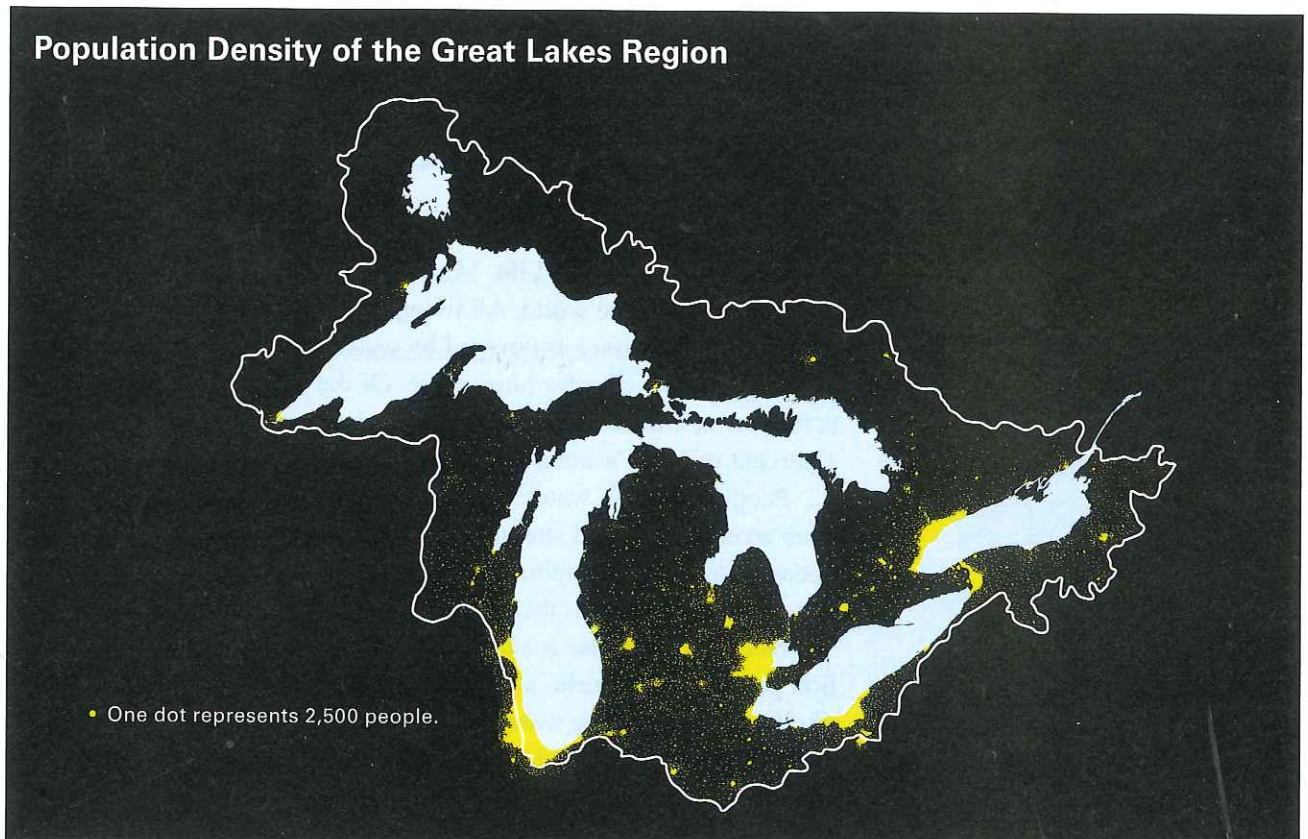 Population Density of the Great Lakes Region
One dot represents 2,500 people.